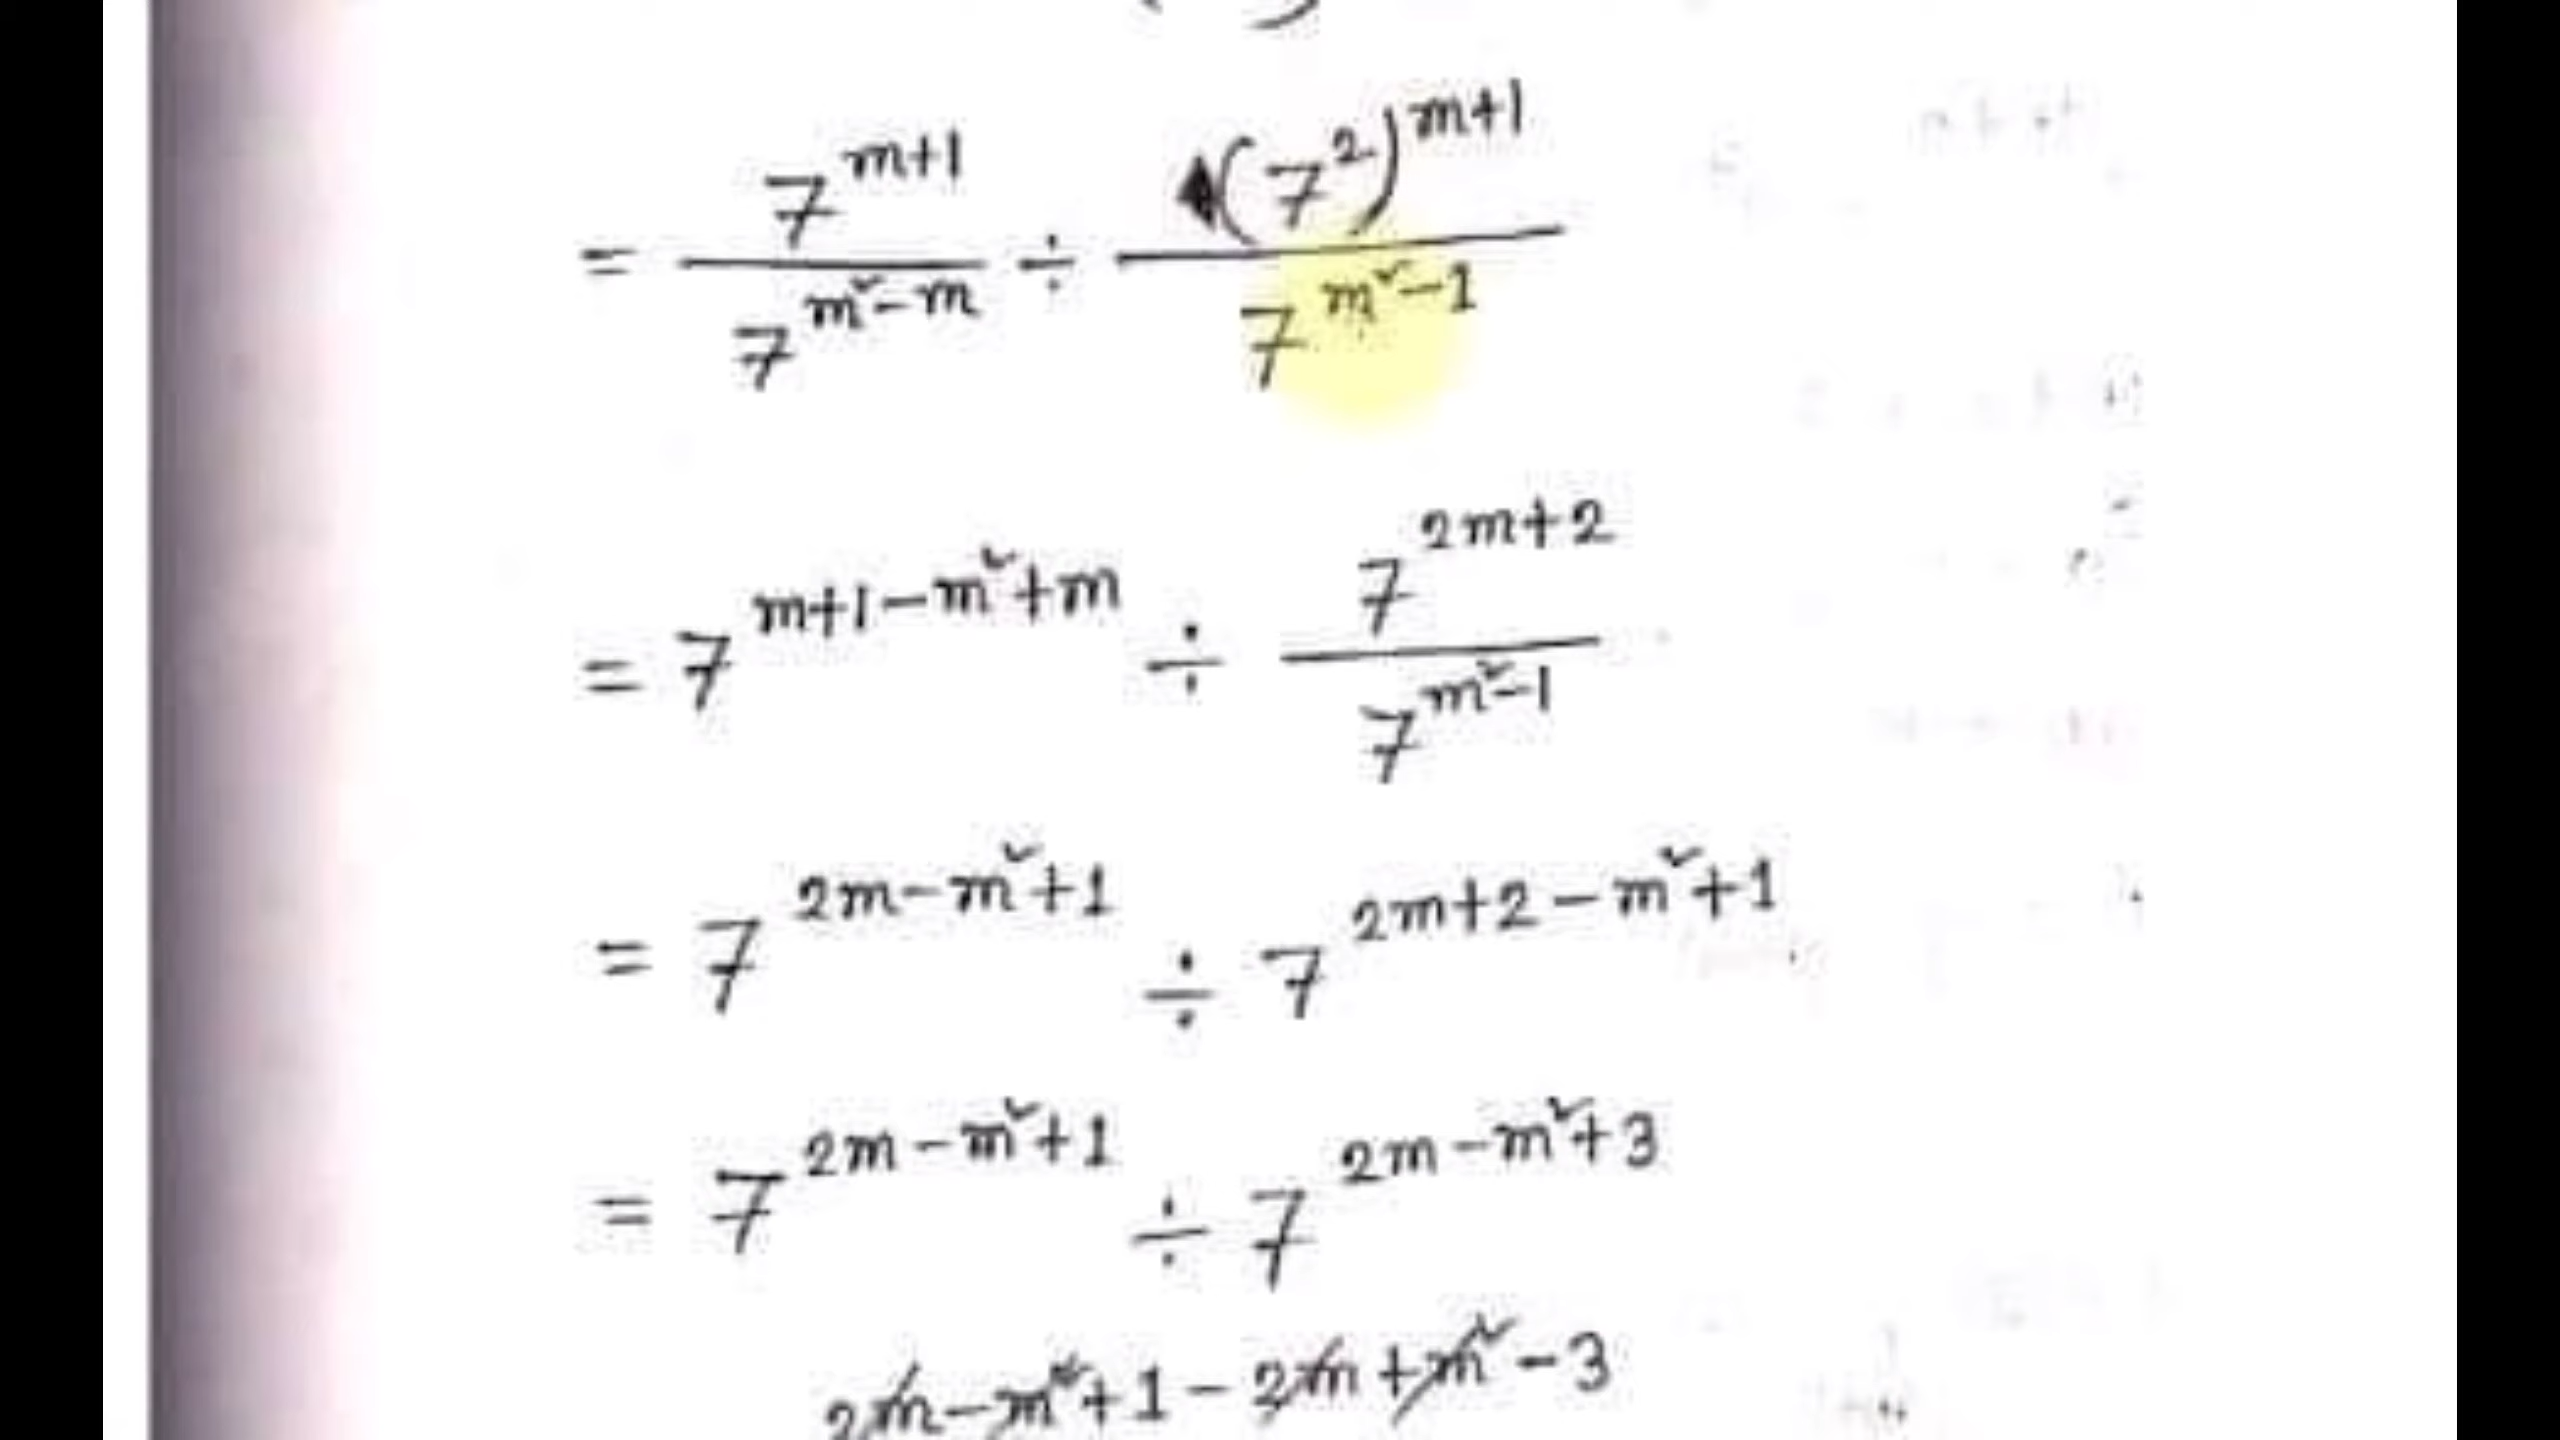 = 7^{m+1} / 7^{m²-m} ÷ (7^2)^{m+1} / 7^{m²-1}
= 7^{m+1-m²+m} ÷ 7^{2m+2} / 7^{m²-1}
= 7^{2m-m²+1} ÷ 7^{2m+2-m²+1}
= 7^{2m-m²+1} ÷ 7^{2m-m²+3}
2m-m²+1-2m+m²-3